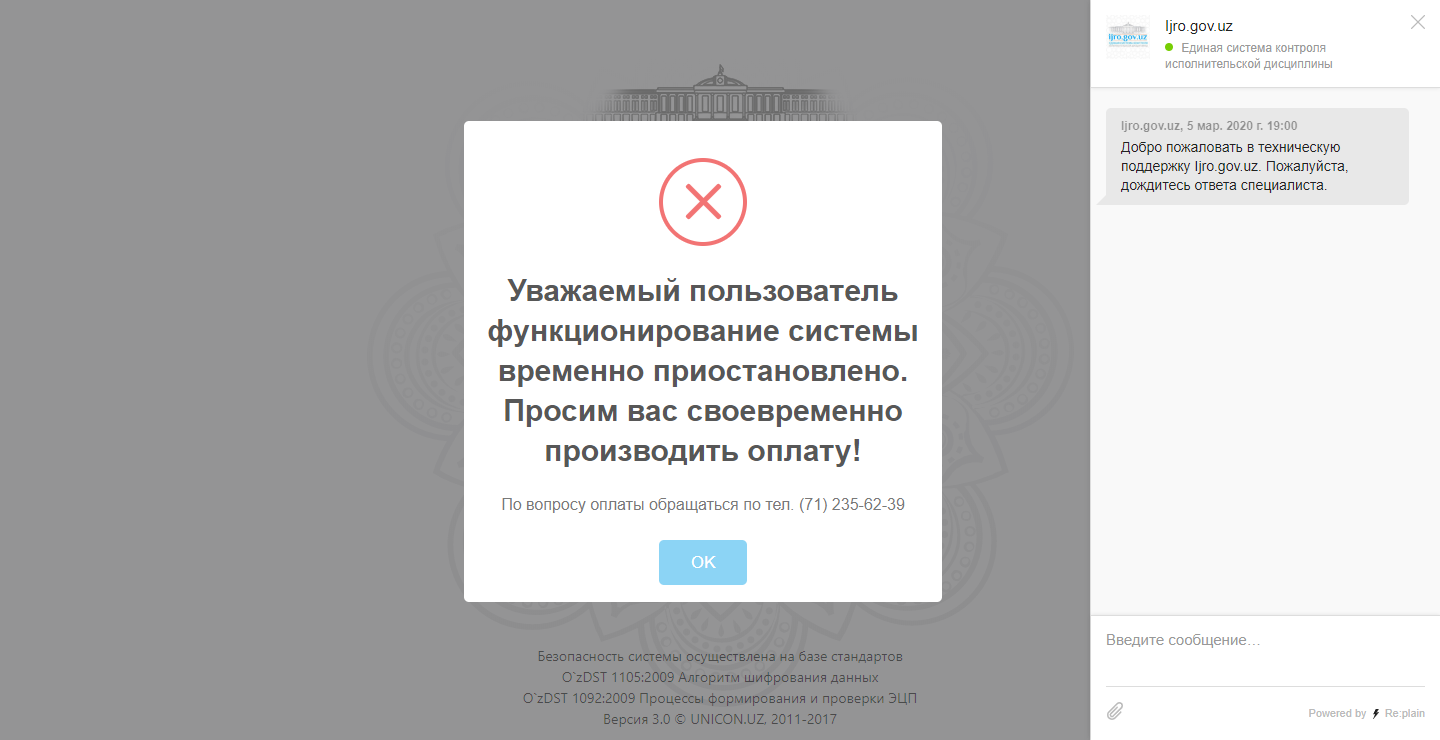 Уважаемый пользователь
функционирование системы
временно приостановлено.
Просим вас своевременно
производить оплату!
По вопросу оплаты обращаться по тел. (71) 235-62-39
OK
Безопасность системы осуществлена на базе стандартов
O`zDST 1105:2009 Алгоритм шифрования данных
O`zDST 1092:2009 Процессы формирования и проверки ЭЦП
Версия 3.0 © UNICON.UZ, 2011-2017
Ijro.gov.uz
Ijro.gov.uz
Единая система контроля
исполнительской дисциплины
Ijro.gov.uz, 5 мар. 2020 г. 19:00
Добро пожаловать в техническую
поддержку Ijro.gov.uz. Пожалуйста,
дождитесь ответа специалиста.
Введите сообщение...
Powered by Re:plain